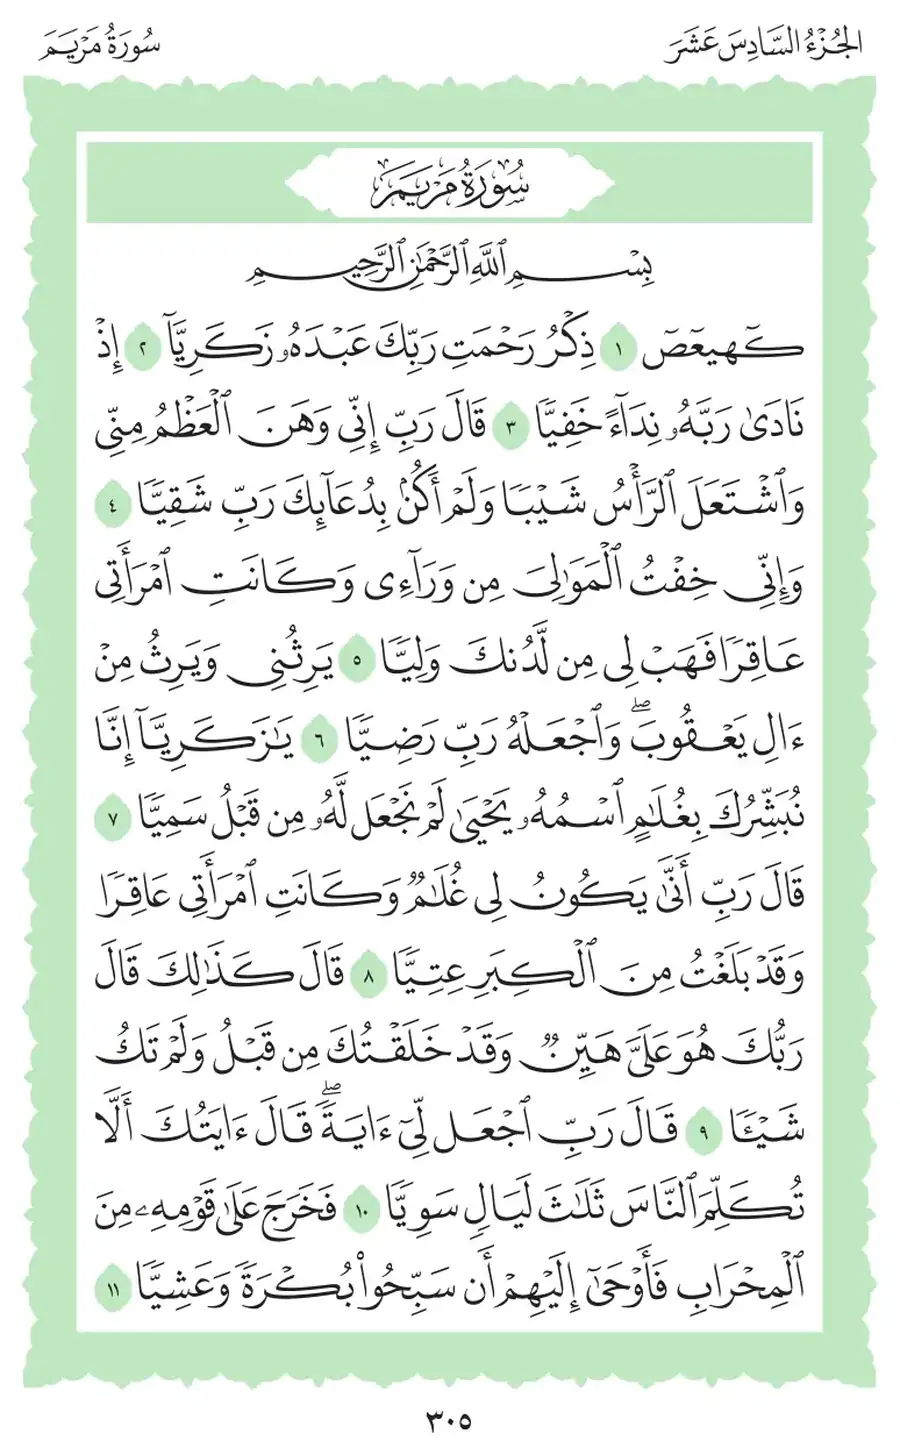 الجُزْءُ السَّادِسَ عَشَرَ
سُورَةُ مَرْيَمَ
سُورَةُ مَرْيَمَ
بِسْمِ ٱللَّهِ ٱلرَّحْمَٰنِ ٱلرَّحِيمِ
كٓهيعٓصٓ ١ ذِكْرُ رَحْمَتِ رَبِّكَ عَبْدَهُۥ زَكَرِيَّآ ٢ إِذْ
نَادَىٰ رَبَّهُۥ نِدَآءً خَفِيًّا ٣ قَالَ رَبِّ إِنِّى وَهَنَ ٱلْعَظْمُ مِنِّى
وَٱشْتَعَلَ ٱلرَّأْسُ شَيْبًا وَلَمْ أَكُنۢ بِدُعَآئِكَ رَبِّ شَقِيًّا ٤
وَإِنِّى خِفْتُ ٱلْمَوَٰلِىَ مِن وَرَآءِى وَكَانَتِ ٱمْرَأَتِى
عَاقِرًا فَهَبْ لِى مِن لَّدُنكَ وَلِيًّا ٥ يَرِثُنِى وَيَرِثُ مِنْ
ءَالِ يَعْقُوبَ ۖ وَٱجْعَلْهُ رَبِّ رَضِيًّا ٦ يَٰزَكَرِيَّآ إِنَّا
نُبَشِّرُكَ بِغُلَٰمٍ ٱسْمُهُۥ يَحْيَىٰ لَمْ نَجْعَل لَّهُۥ مِن قَبْلُ سَمِيًّا ٧
قَالَ رَبِّ أَنَّىٰ يَكُونُ لِى غُلَٰمٌ وَكَانَتِ ٱمْرَأَتِى عَاقِرًا
وَقَدْ بَلَغْتُ مِنَ ٱلْكِبَرِ عِتِيًّا ٨ قَالَ كَذَٰلِكَ قَالَ
رَبُّكَ هُوَ عَلَىَّ هَيِّنٌ وَقَدْ خَلَقْتُكَ مِن قَبْلُ وَلَمْ تَكُ
شَيْـًٔا ٩ قَالَ رَبِّ ٱجْعَل لِّىٓ ءَايَةً ۖ قَالَ ءَايَتُكَ أَلَّا
تُكَلِّمَ ٱلنَّاسَ ثَلَٰثَ لَيَالٍ سَوِيًّا ١٠ فَخَرَجَ عَلَىٰ قَوْمِهِۦ مِنَ
ٱلْمِحْرَابِ فَأَوْحَىٰٓ إِلَيْهِمْ أَن سَبِّحُوا۟ بُكْرَةً وَعَشِيًّا ١١
٣٠٥